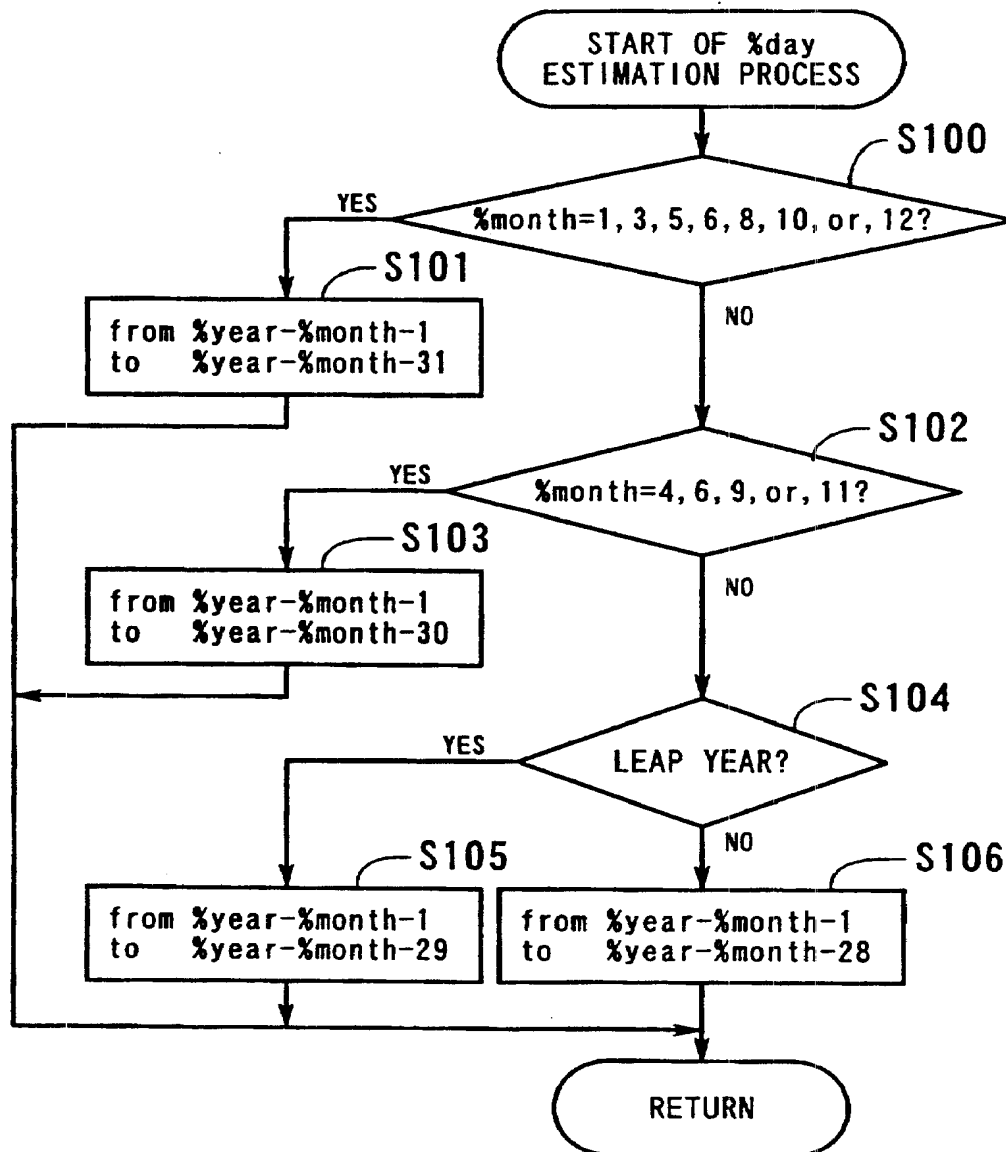 START OF %day
ESTIMATION PROCESS
S100
YES
%month=1, 3, 5, 6, 8, 10, or, 12?
S101
NO
from %year-%month-1
to %year-%month-31
S102
YES
%month=4, 6, 9, or, 11?
S103
NO
from %year-%month-1
to %year-%month-30
S104
YES
LEAP YEAR?
NO
S105
S106
from %year-%month-1
to %year-%month-29
from %year-%month-1
to %year-%month-28
RETURN